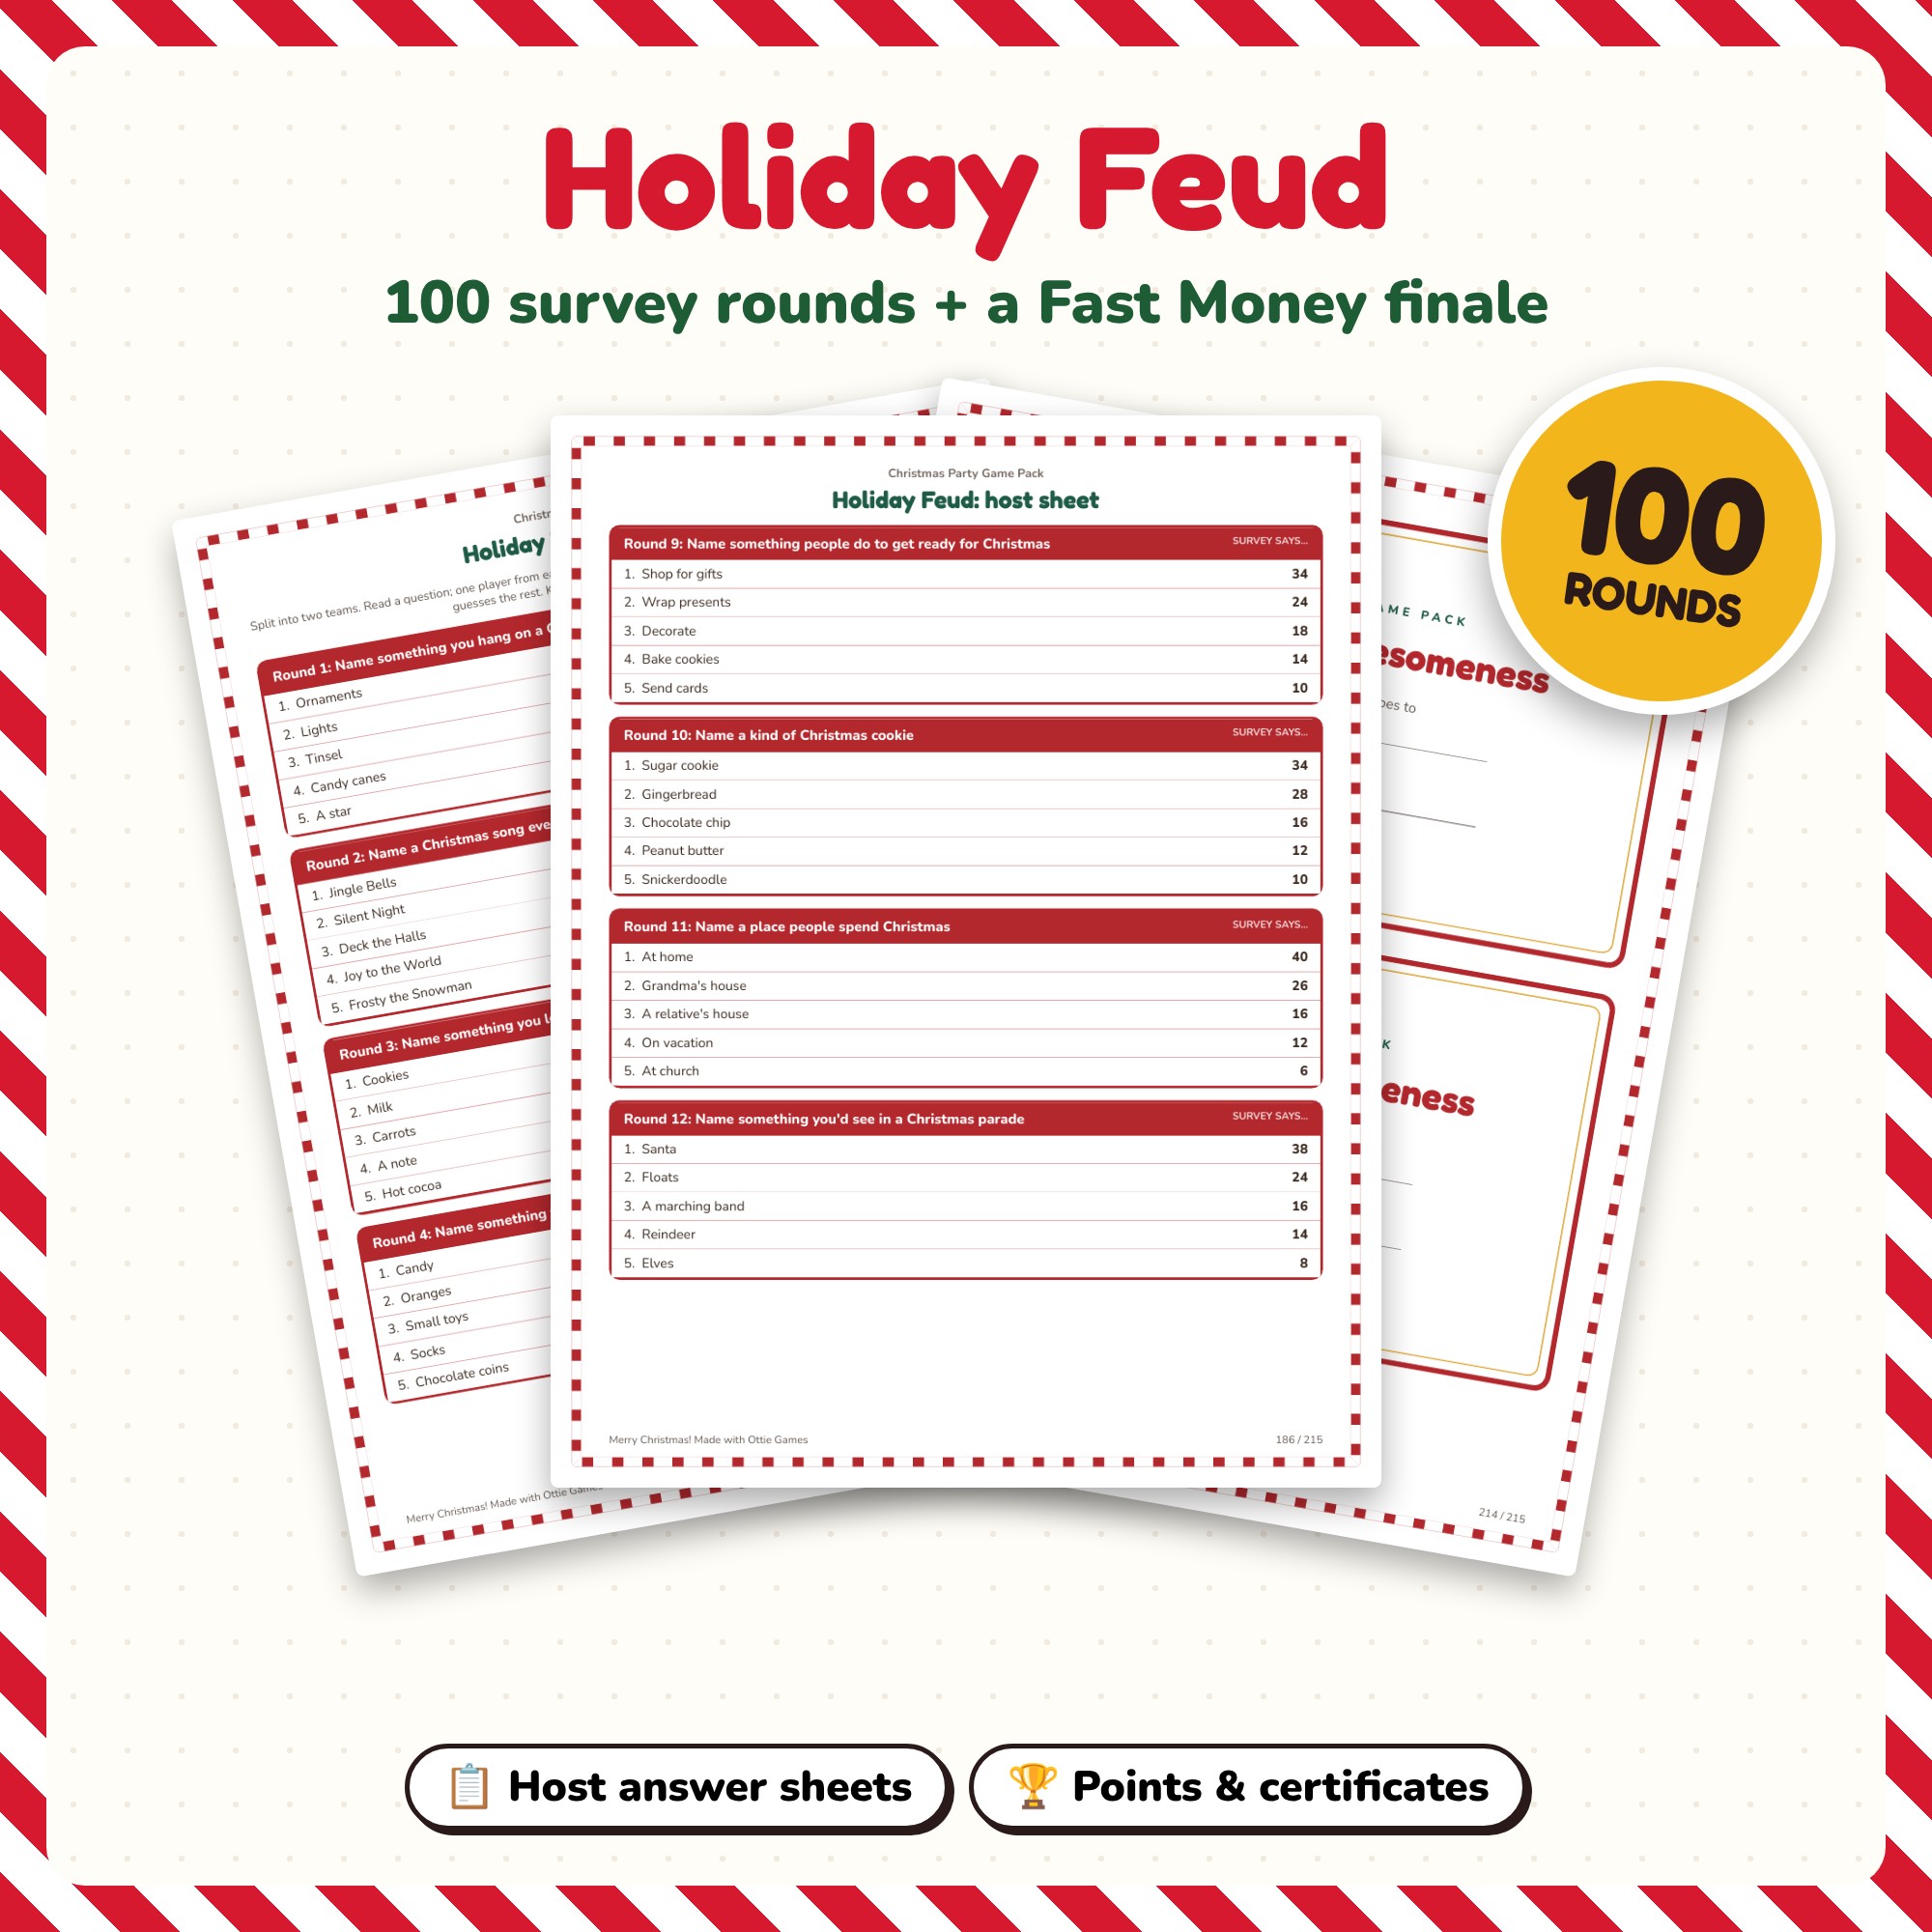 Holiday Feud
100 survey rounds + a Fast Money finale
100
ROUNDS
Christmas Party Game Pack
Holiday Feud: host sheet
Round 9: Name something people do to get ready for Christmas SURVEY SAYS...
1. Shop for gifts 34
2. Wrap presents 24
3. Decorate 18
4. Bake cookies 14
5. Send cards 10
Round 10: Name a kind of Christmas cookie SURVEY SAYS...
1. Sugar cookie 34
2. Gingerbread 28
3. Chocolate chip 16
4. Peanut butter 12
5. Snickerdoodle 10
Round 11: Name a place people spend Christmas SURVEY SAYS...
1. At home 40
2. Grandma's house 26
3. A relative's house 16
4. On vacation 12
5. At church 6
Round 12: Name something you'd see in a Christmas parade SURVEY SAYS...
1. Santa 38
2. Floats 24
3. A marching band 16
4. Reindeer 14
5. Elves 8
Merry Christmas! Made with Ottie Games 186 / 215
Holiday
Split into two teams. Read a question; one player from
guesses the rest.
Round 1: Name something you hang on a
1. Ornaments
2. Lights
3. Tinsel
4. Candy canes
5. A star
Round 2: Name a Christmas song
1. Jingle Bells
2. Silent Night
3. Deck the Halls
4. Joy to the World
5. Frosty the Snowman
Round 3: Name something you
1. Cookies
2. Milk
3. Carrots
4. A note
5. Hot cocoa
Round 4: Name something
1. Candy
2. Oranges
3. Small toys
4. Socks
5. Chocolate coins
Merry Christmas! Made with Ottie Games
PACK
to
214 / 215
Host answer sheets
Points & certificates